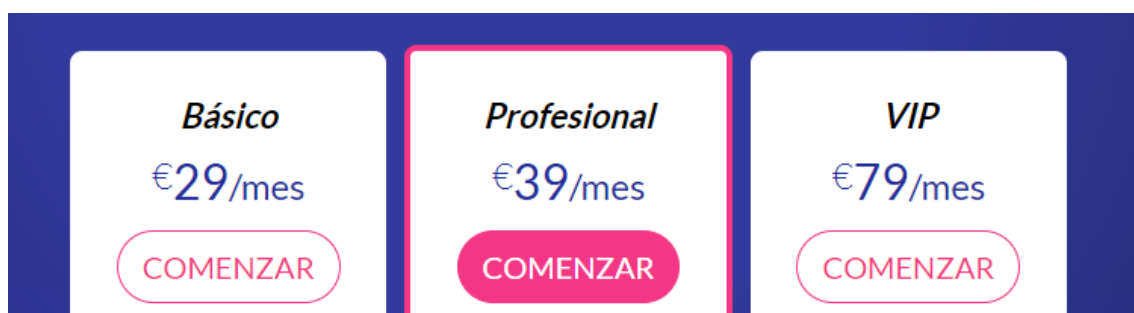 Básico
€29/mes
COMENZAR
Profesional
€39/mes
COMENZAR
VIP
€79/mes
COMENZAR